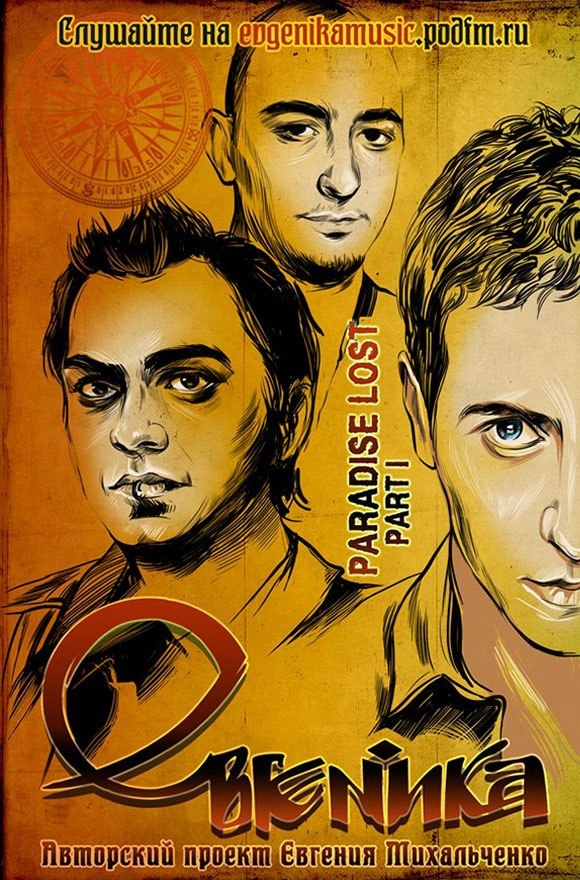 Слушайте на evgenikamusic.podfm.ru
PARADISE LOST
PART I
Евгеника
Авторский проект Евгения Михальченко